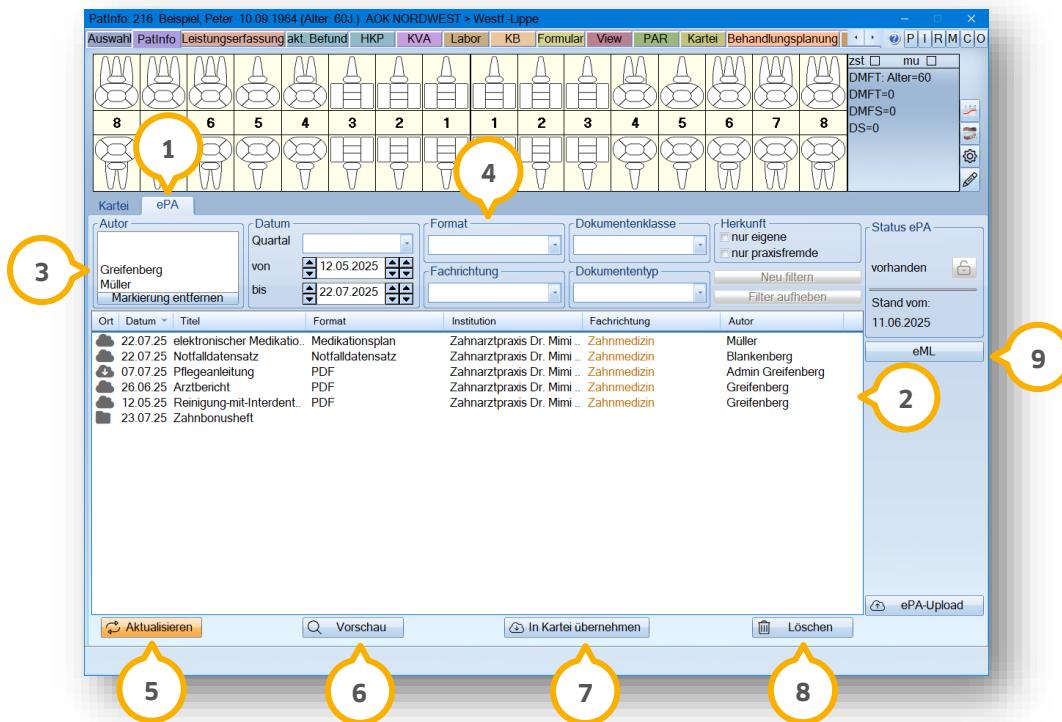 PatInfo: 216 Beispiel, Peter 10.09.1964 (Alter: 60J.) AOK NORDWEST > Westf.-Lippe
Auswahl PatInfo Leistungserfassung akt. Befund HKP KVA Labor KB Formular View PAR Kartei Behandlungsplanung P I R M C O
zst mu
DMFT: Alter=60
DMFT=0
DMFS=0
DS=0
8 6 5 4 3 2 1 1 2 3 4 5 6 7 8
1
4
Kartei ePA
Autor Datum Format Dokumentenklasse Herkunft Status ePA
Quartal nur eigene
nur praxisfremde
3
Greifenberg von 12.05.2025 Fachrichtung Dokumententyp Neu filtern vorhanden
Müller
Markierung entfernen bis 22.07.2025 Filter aufheben Stand vom:
11.06.2025
Ort Datum Titel Format Institution Fachrichtung Autor
22.07.25 elektronischer Medikatio.. Medikationsplan Zahnarztpraxis Dr. Mimi .. Zahnmedizin Müller
22.07.25 Notfalldatensatz Notfalldatensatz Zahnarztpraxis Dr. Mimi .. Zahnmedizin Blankenberg
eML
9
07.07.25 Pflegeanleitung PDF Zahnarztpraxis Dr. Mimi .. Zahnmedizin Admin Greifenberg
26.06.25 Arztbericht PDF Zahnarztpraxis Dr. Mimi .. Zahnmedizin Greifenberg
12.05.25 Reinigung-mit-Interdent.. PDF Zahnarztpraxis Dr. Mimi .. Zahnmedizin Greifenberg
2
23.07.25 Zahnbonusheft
ePA-Upload
Aktualisieren Vorschau In Kartei übernehmen Löschen
5 6 7 8